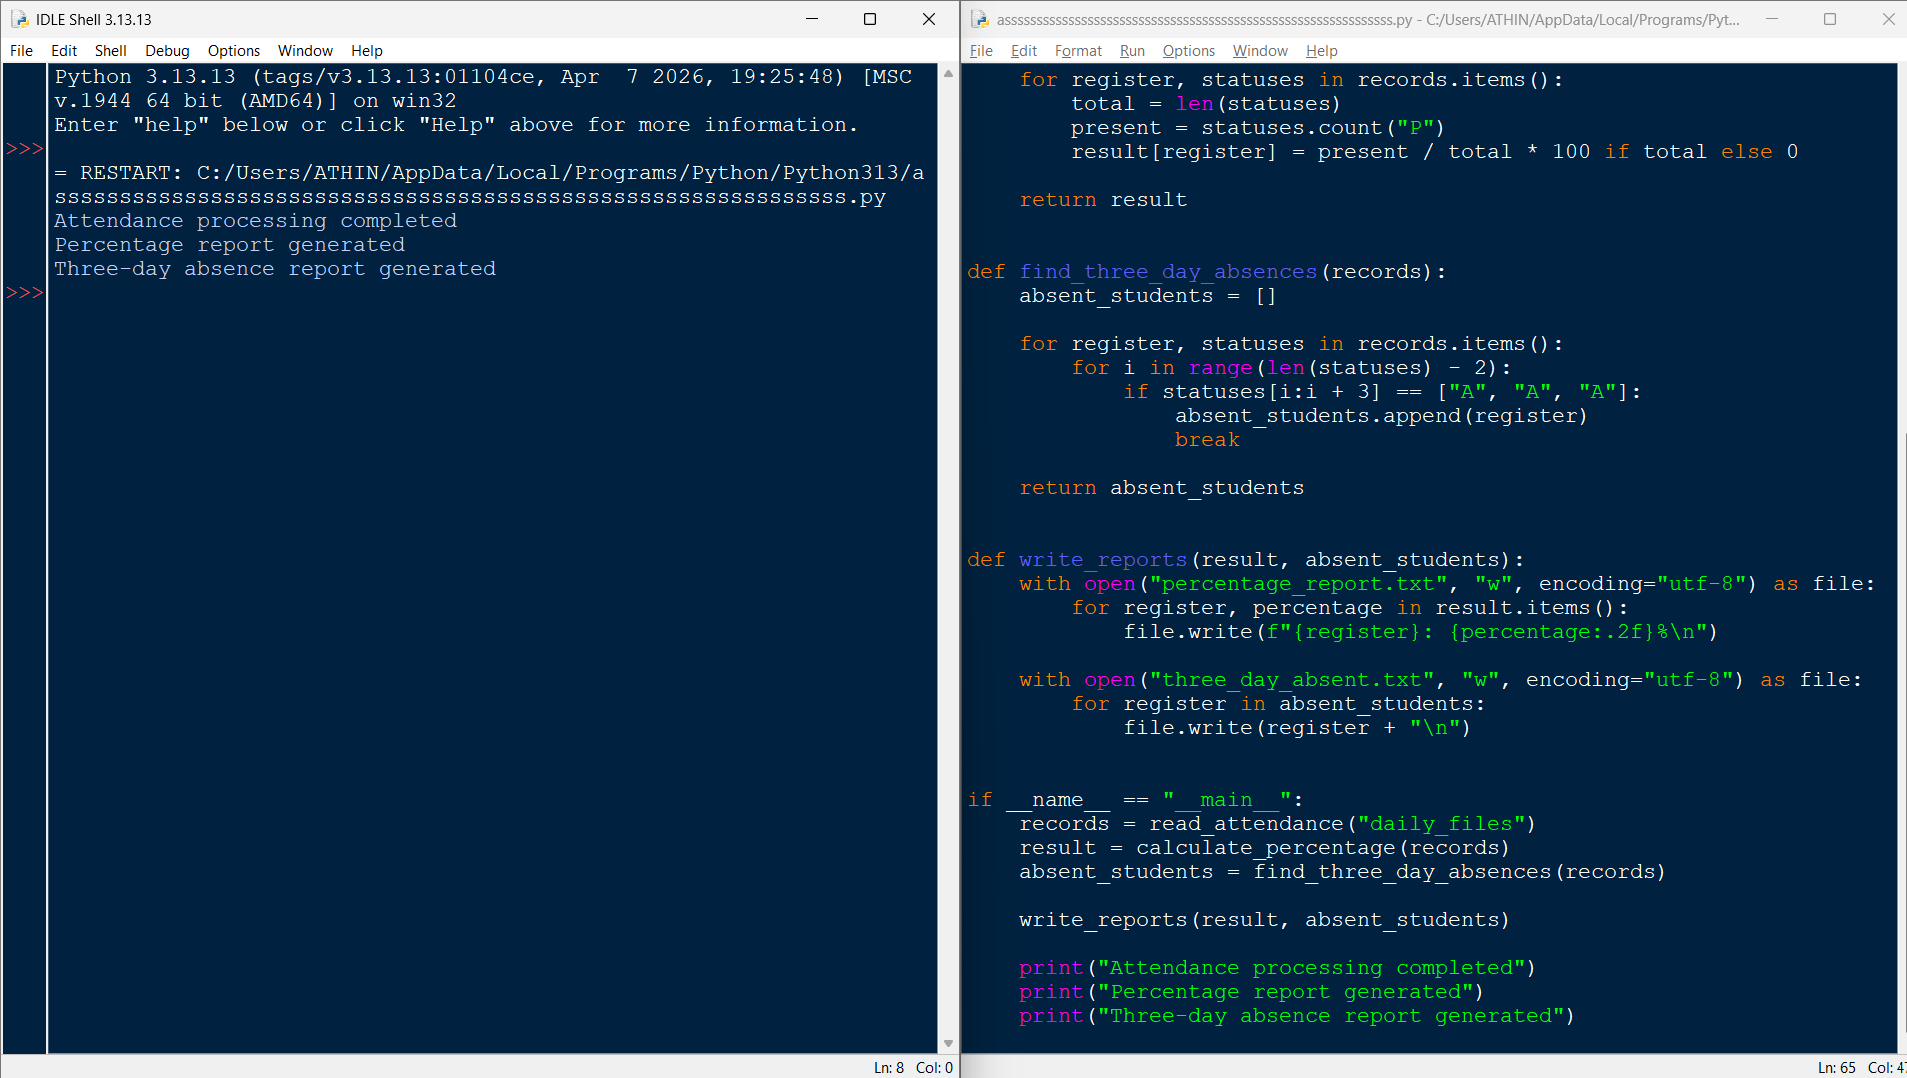 IDLE Shell 3.13.13
File Edit Shell Debug Options Window Help
Python 3.13.13 (tags/v3.13.13:01104ce, Apr  7 2026, 19:25:48) [MSC
v.1944 64 bit (AMD64)] on win32
Enter "help" below or click "Help" above for more information.
>>>
= RESTART: C:/Users/ATHIN/AppData/Local/Programs/Python/Python313/a
sssssssssssssssssssssssssssssssssssssssssssssssssssssssssssss.py
Attendance processing completed
Percentage report generated
Three-day absence report generated
>>>
Ln: 8 Col: 0
asssssssssssssssssssssssssssssssssssssssssssssssssssssssssssss.py - C:/Users/ATHIN/AppData/Local/Programs/Pyt...
File Edit Format Run Options Window Help
    for register, statuses in records.items():
        total = len(statuses)
        present = statuses.count("P")
        result[register] = present / total * 100 if total else 0
    return result
def find_three_day_absences(records):
    absent_students = []
    for register, statuses in records.items():
        for i in range(len(statuses) - 2):
            if statuses[i:i + 3] == ["A", "A", "A"]:
                absent_students.append(register)
                break
    return absent_students
def write_reports(result, absent_students):
    with open("percentage_report.txt", "w", encoding="utf-8") as file:
        for register, percentage in result.items():
            file.write(f"{register}: {percentage:.2f}%\n")
    with open("three_day_absent.txt", "w", encoding="utf-8") as file:
        for register in absent_students:
            file.write(register + "\n")
if __name__ == "__main__":
    records = read_attendance("daily_files")
    result = calculate_percentage(records)
    absent_students = find_three_day_absences(records)
    write_reports(result, absent_students)
    print("Attendance processing completed")
    print("Percentage report generated")
    print("Three-day absence report generated")
Ln: 65 Col: 47